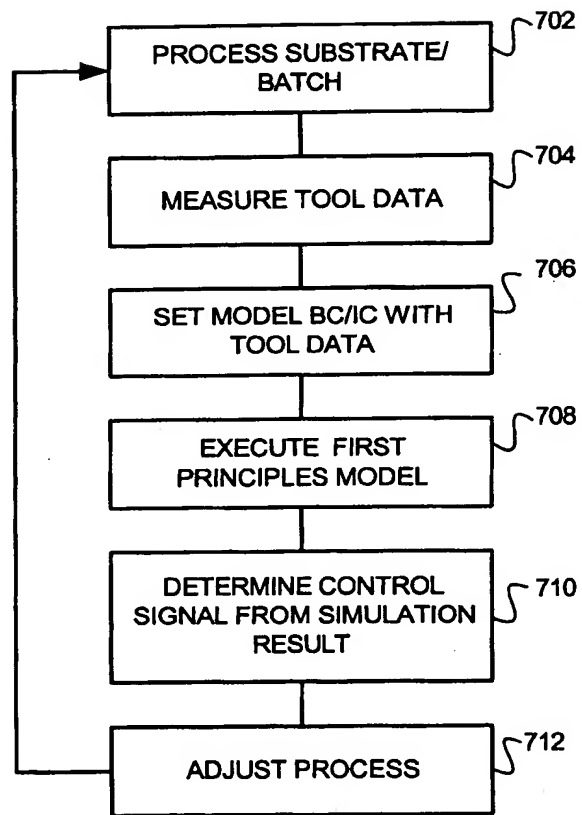 702
PROCESS SUBSTRATE/
BATCH
704
MEASURE TOOL DATA
706
SET MODEL BC/IC WITH
TOOL DATA
708
EXECUTE FIRST
PRINCIPLES MODEL
710
DETERMINE CONTROL
SIGNAL FROM SIMULATION
RESULT
712
ADJUST PROCESS